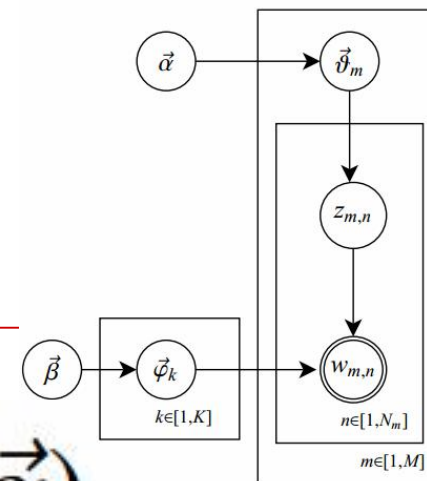 α⃗ ϑ⃗ₘ
zₘ,ₙ
β⃗ φ⃗ₖ wₘ,ₙ
k∈[1,K] n∈[1,Nₘ]
m∈[1,M]
)